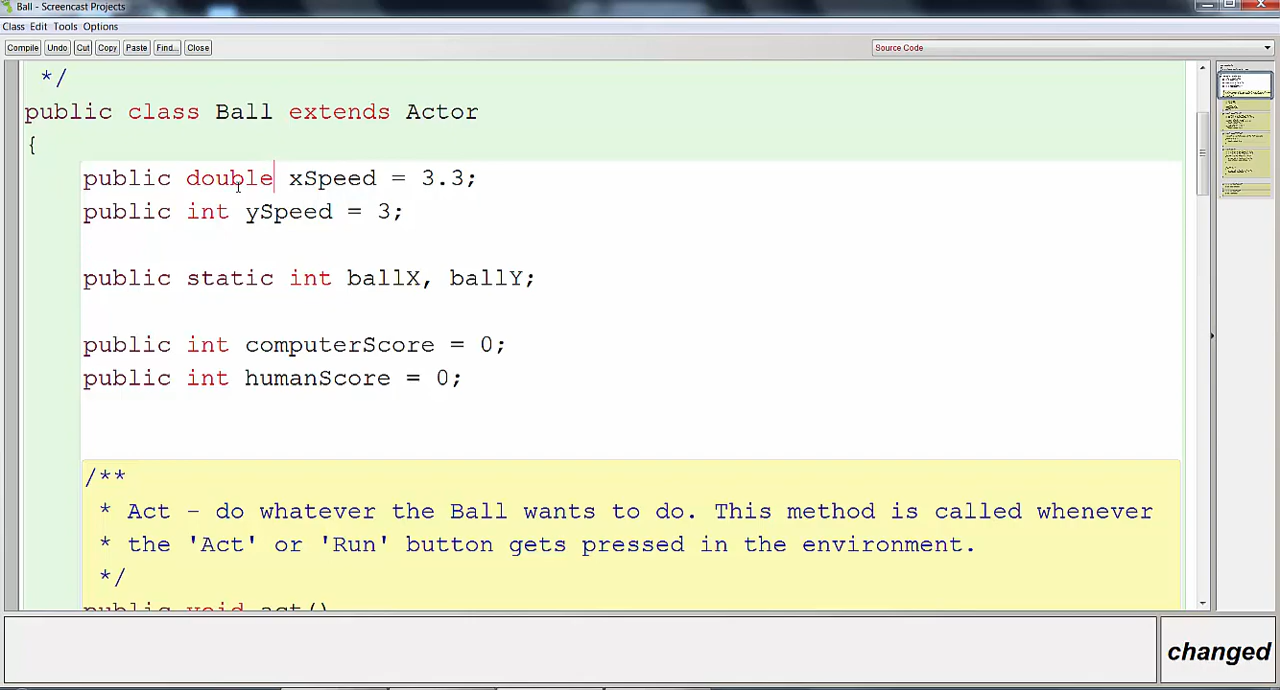 Ball - Screencast Projects
Class Edit Tools Options
Compile Undo Cut Copy Paste Find... Close Source Code
*/
public class Ball extends Actor
{
public double xSpeed = 3.3;
public int ySpeed = 3;
public static int ballX, ballY;
public int computerScore = 0;
public int humanScore = 0;
/**
* Act - do whatever the Ball wants to do. This method is called whenever
* the 'Act' or 'Run' button gets pressed in the environment.
*/
public void act()
changed